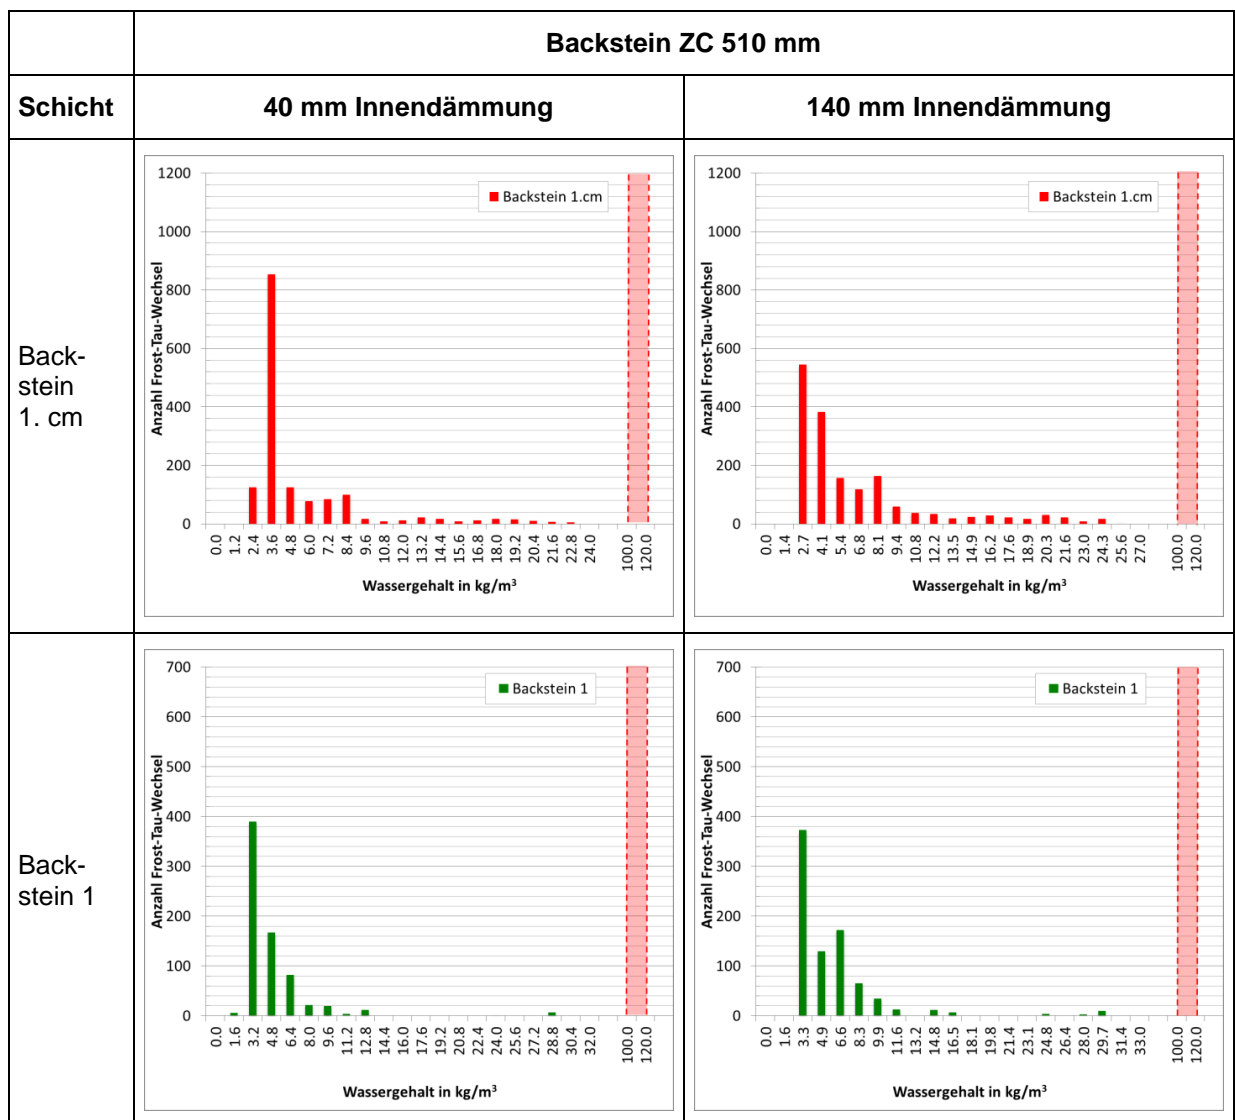 Backstein ZC 510 mm
Schicht
40 mm Innendämmung
140 mm Innendämmung
Back-
stein
1. cm
1200
1000
800
600
400
200
0
Anzahl Frost-Tau-Wechsel
Backstein 1.cm
0.0 1.2 2.4 3.6 4.8 6.0 7.2 8.4 9.6 10.8 12.0 13.2 14.4 15.6 16.8 18.0 19.2 20.4 21.6 22.8 24.0 100.0 120.0
Wassergehalt in kg/m³
1200
1000
800
600
400
200
0
Anzahl Frost-Tau-Wechsel
Backstein 1.cm
0.0 1.4 2.7 4.1 5.4 6.8 8.1 9.4 10.8 12.2 13.5 14.9 16.2 17.6 18.9 20.3 21.6 23.0 24.3 25.6 27.0 100.0 120.0
Wassergehalt in kg/m³
Back-
stein 1
700
600
500
400
300
200
100
0
Anzahl Frost-Tau-Wechsel
Backstein 1
0.0 1.6 3.2 4.8 6.4 8.0 9.6 11.2 12.8 14.4 16.0 17.6 19.2 20.8 22.4 24.0 25.6 27.2 28.8 30.4 32.0 100.0 120.0
Wassergehalt in kg/m³
700
600
500
400
300
200
100
0
Anzahl Frost-Tau-Wechsel
Backstein 1
0.0 1.6 3.3 4.9 6.6 8.3 9.9 11.6 13.2 14.8 16.5 18.1 19.8 21.4 23.1 24.8 26.4 28.0 29.7 31.4 33.0 100.0 120.0
Wassergehalt in kg/m³